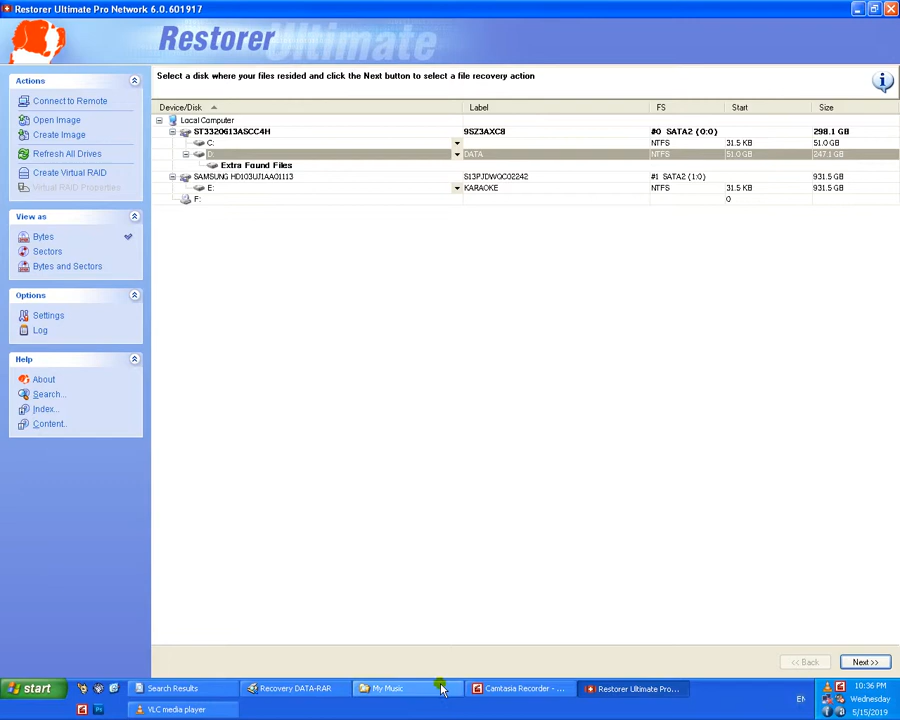 Restorer Ultimate Pro Network 6.0.601917
Restorer Ultimate
Actions
Connect to Remote
Open Image
Create Image
Refresh All Drives
Create Virtual RAID
Virtual RAID Properties
View as
Bytes
Sectors
Bytes and Sectors
Options
Settings
Log
Help
About
Search...
Index...
Content..
Select a disk where your files resided and click the Next button to select a file recovery action
Device/Disk Label FS Start Size
Local Computer
ST3320613ASCC4H 9SZ3AXC8 #0 SATA2 (0:0) 298.1 GB
C: NTFS 31.5 KB 51.0 GB
D: DATA NTFS 51.0 GB 247.1 GB
Extra Found Files
SAMSUNG HD103UJ1AA01113 S13PJDWQC02242 #1 SATA2 (1:0) 931.5 GB
E: KARAOKE NTFS 31.5 KB 931.5 GB
F: 0
<< Back Next >>
start Search Results Recovery DATA-RAR My Music Camtasia Recorder - ... Restorer Ultimate Pro... EN 10:36 PM
VLC media player Wednesday
5/15/2019